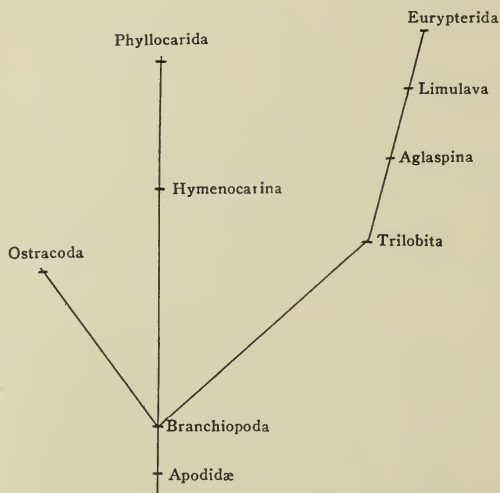 Eurypterida
Phyllocarida
Limulava
Aglaspina
Hymenocarina
Trilobita
Ostracoda
Branchiopoda
Apodidæ